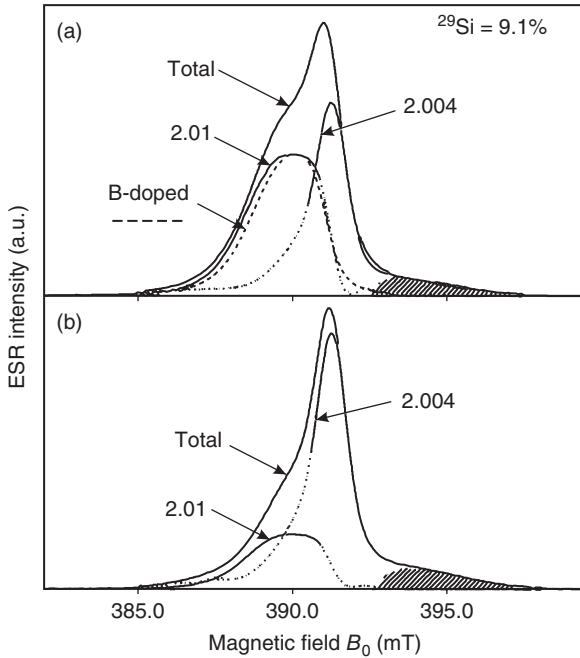 (a)
²⁹Si = 9.1%
Total
2.004
2.01
B-doped
(b)
2.004
Total
2.01
ESR intensity (a.u.)
385.0 390.0 395.0
Magnetic field B₀ (mT)